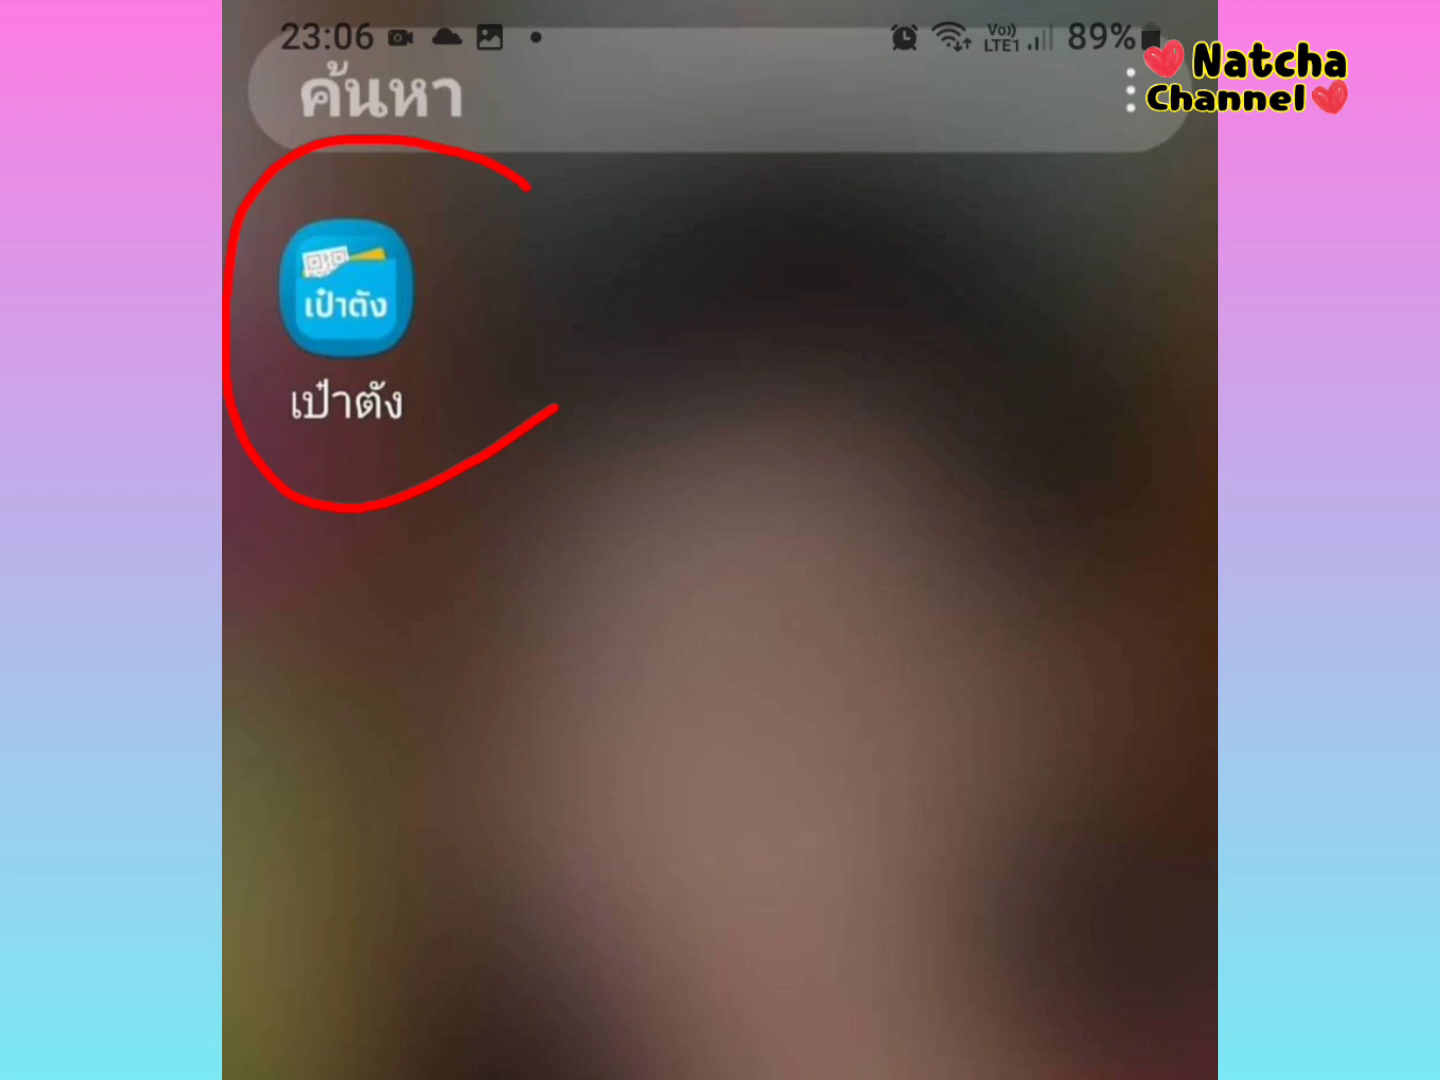 23:06
Vo)) LTE1 89%
Natcha
Channel
ค้นหา
เป๋าตัง
เป๋าตัง